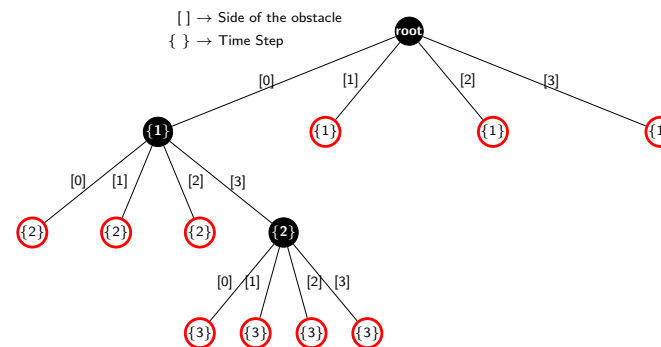 [ ] → Side of the obstacle
{ } → Time Step
root
[0] [1] [2] [3]
{1} {1} {1} {1
[0] [1] [2] [3]
{2} {2} {2} {2}
[0] [1] [2] [3]
{3} {3} {3} {3}